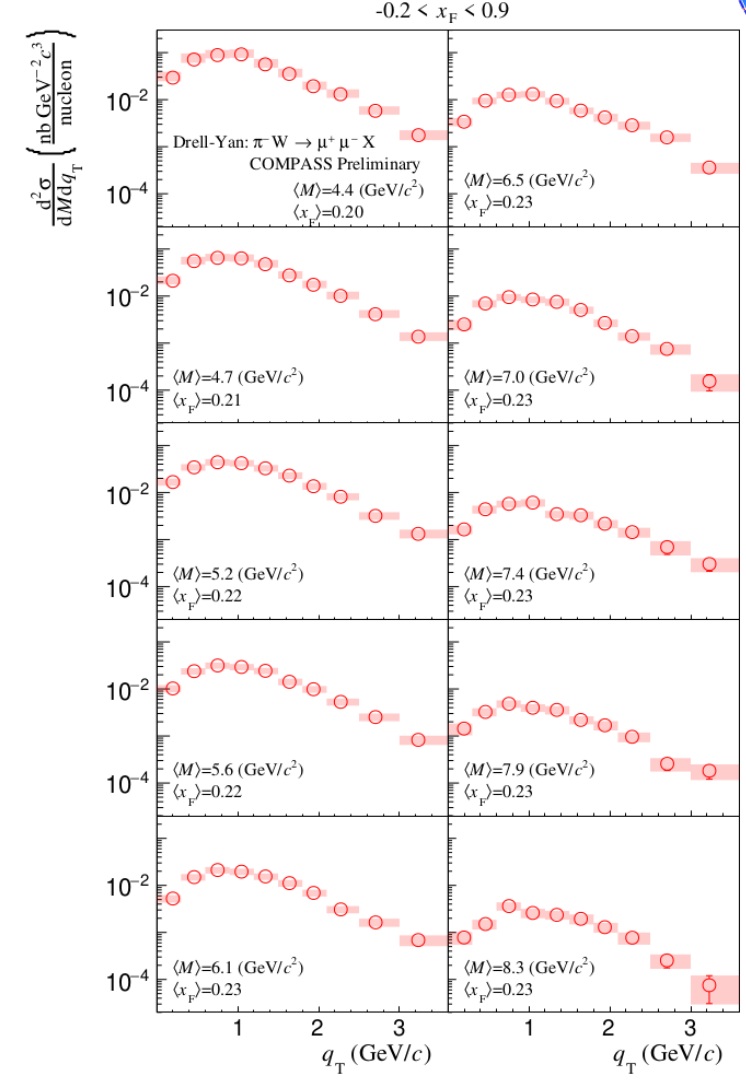 -0.2 < x_F < 0.9
d²σ/dMdq_T (nb GeV⁻²c³/nucleon)
10⁻²
10⁻⁴
Drell-Yan: π⁻W → μ⁺ μ⁻ X
COMPASS Preliminary
⟨M⟩=4.4 (GeV/c²)
⟨x_F⟩=0.20
⟨M⟩=6.5 (GeV/c²)
⟨x_F⟩=0.23
10⁻²
10⁻⁴
⟨M⟩=4.7 (GeV/c²)
⟨x_F⟩=0.21
⟨M⟩=7.0 (GeV/c²)
⟨x_F⟩=0.23
10⁻²
10⁻⁴
⟨M⟩=5.2 (GeV/c²)
⟨x_F⟩=0.22
⟨M⟩=7.4 (GeV/c²)
⟨x_F⟩=0.23
10⁻²
10⁻⁴
⟨M⟩=5.6 (GeV/c²)
⟨x_F⟩=0.22
⟨M⟩=7.9 (GeV/c²)
⟨x_F⟩=0.23
10⁻²
10⁻⁴
⟨M⟩=6.1 (GeV/c²)
⟨x_F⟩=0.23
⟨M⟩=8.3 (GeV/c²)
⟨x_F⟩=0.23
1 2 3 1 2 3
q_T (GeV/c) q_T (GeV/c)